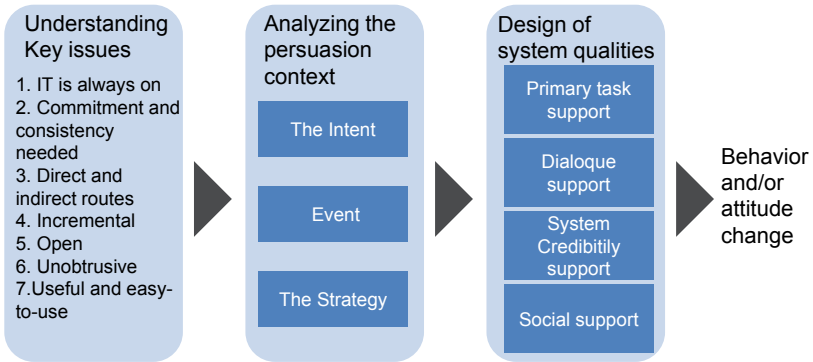 Understanding
Key issues
1. IT is always on
2. Commitment and
consistency
needed
3. Direct and
indirect routes
4. Incremental
5. Open
6. Unobtrusive
7.Useful and easy-
to-use
Analyzing the
persuasion
context
The Intent
Event
The Strategy
Design of
system qualities
Primary task
support
Dialoque
support
System
Credibitily
support
Social support
Behavior
and/or
attitude
change